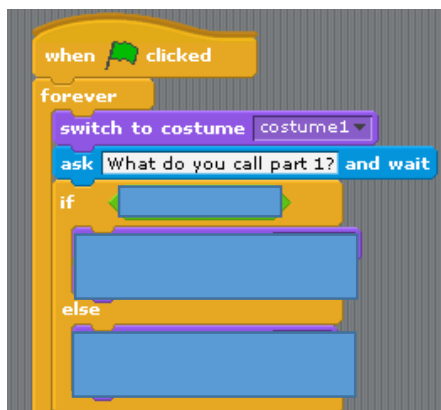 when clicked
forever
switch to costume costume1
ask What do you call part 1? and wait
if
else